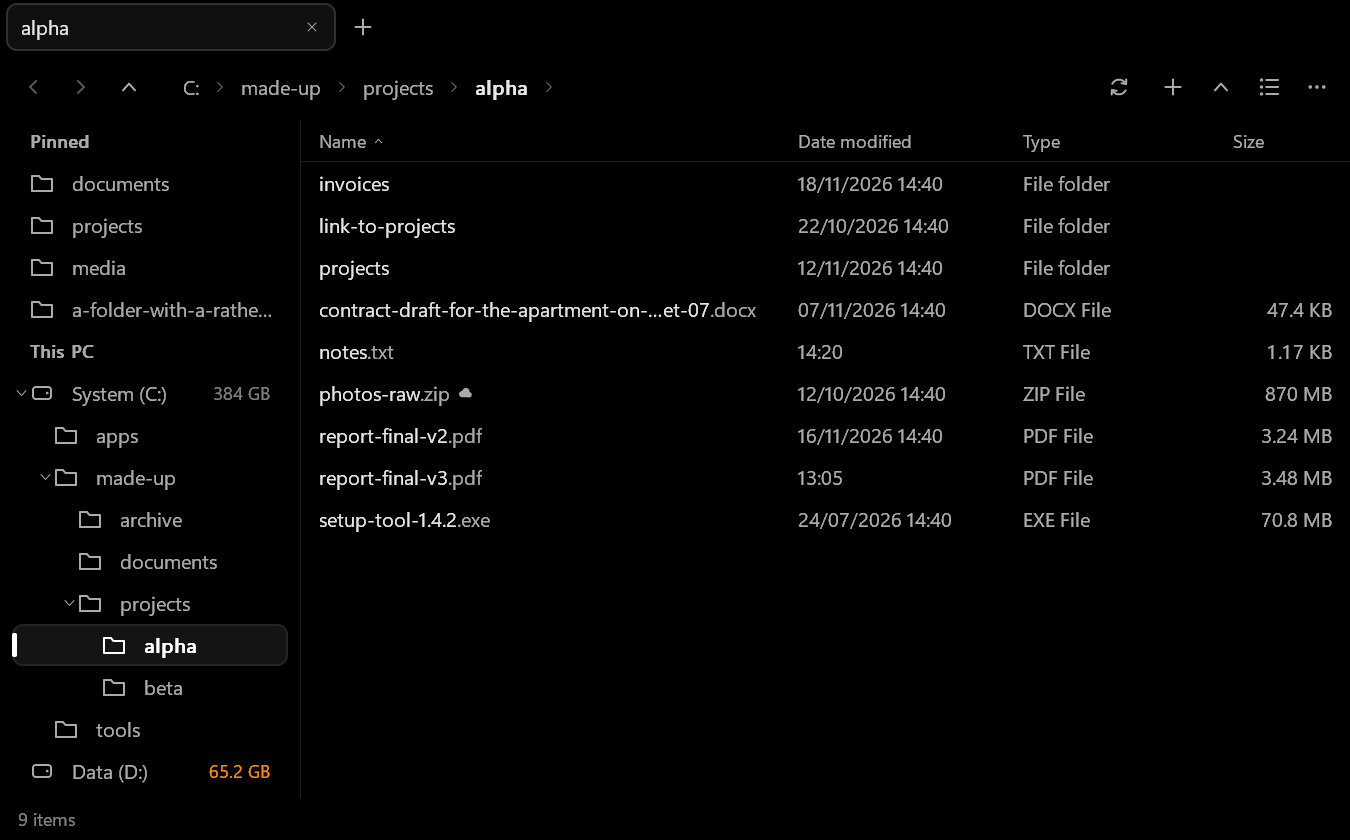 alpha
C: made-up projects alpha
Pinned
documents
projects
media
a-folder-with-a-rathe...
This PC
System (C:) 384 GB
apps
made-up
archive
documents
projects
alpha
beta
tools
Data (D:) 65.2 GB
Name Date modified Type Size
invoices 18/11/2026 14:40 File folder
link-to-projects 22/10/2026 14:40 File folder
projects 12/11/2026 14:40 File folder
contract-draft-for-the-apartment-on-...et-07.docx 07/11/2026 14:40 DOCX File 47.4 KB
notes.txt 14:20 TXT File 1.17 KB
photos-raw.zip 12/10/2026 14:40 ZIP File 870 MB
report-final-v2.pdf 16/11/2026 14:40 PDF File 3.24 MB
report-final-v3.pdf 13:05 PDF File 3.48 MB
setup-tool-1.4.2.exe 24/07/2026 14:40 EXE File 70.8 MB
9 items